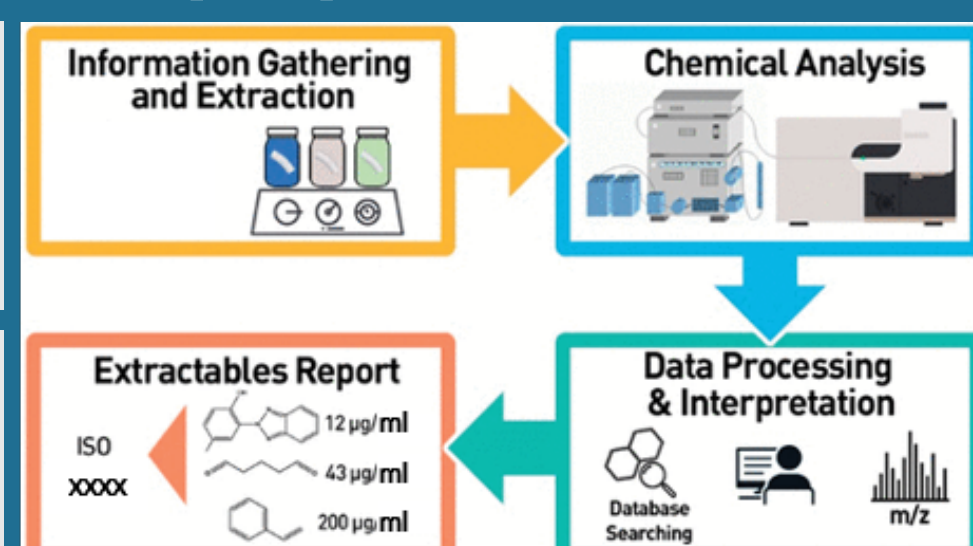 Information Gathering
and Extraction
Chemical Analysis
Data Processing
& Interpretation
Database
Searching
m/z
Extractables Report
12 µg/ml
43 µg/ml
200 µg/ml
ISO
XXXX